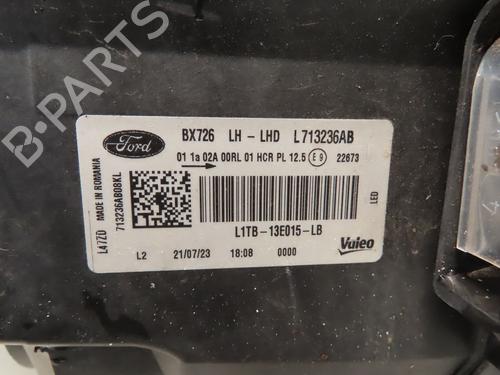 Ford
BX726 LH - LHD L713236AB
01 1a 02A 00RL 01 HCR PL 12.5 E9 22673
L47ZD MADE IN ROMANIA
713236AB08KL
LED
L1TB-13E015-LB
L2 21/07/23 18:08 0000
Valeo